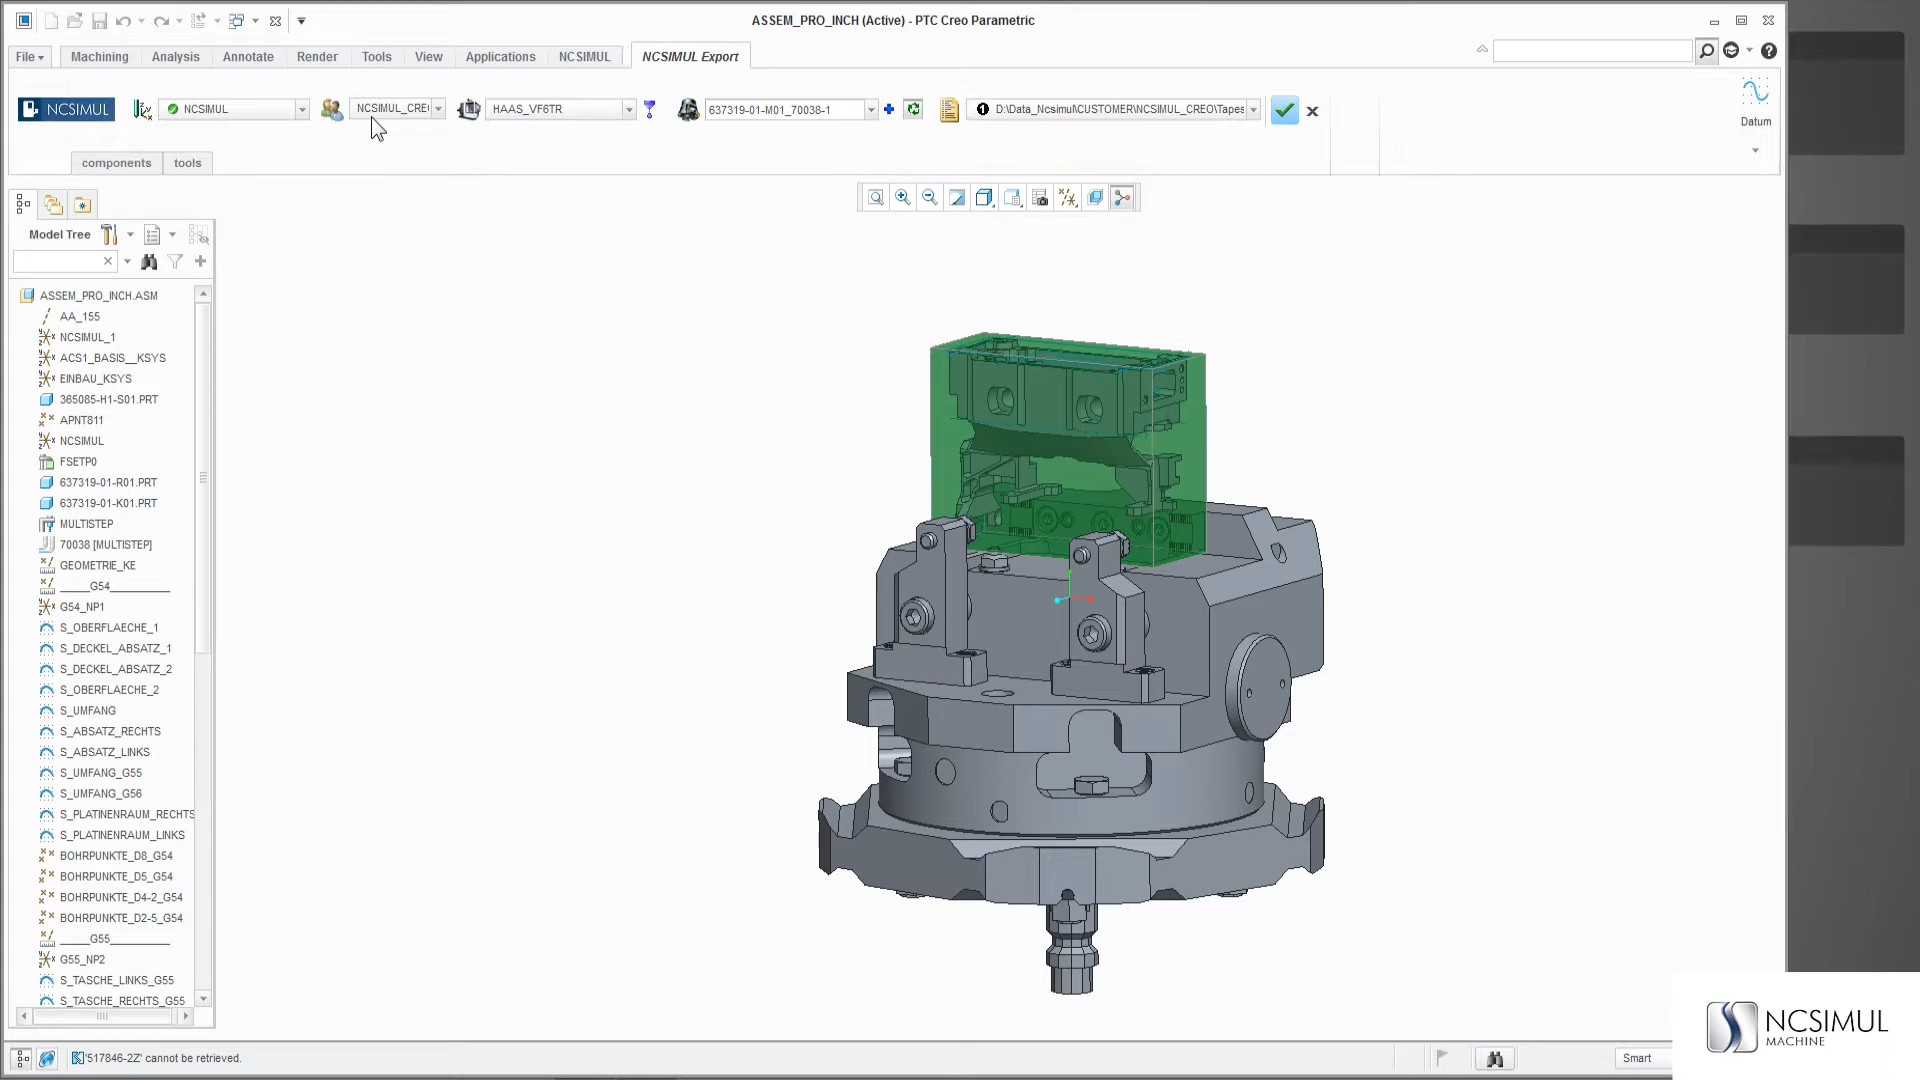 ASSEM_PRO_INCH (Active) - PTC Creo Parametric
File
Machining
Analysis
Annotate
Render
Tools
View
Applications
NCSIMUL
NCSIMUL Export
NCSIMUL
NCSIMUL
NCSIMUL_CRE
HAAS_VF6TR
637319-01-M01_70038-1
D:\Data_Ncsimul\CUSTOMER\NCSIMUL_CREO\Tapes
Datum
components
tools
Model Tree
ASSEM_PRO_INCH.ASM
AA_155
NCSIMUL_1
ACS1_BASIS__KSYS
EINBAU_KSYS
365085-H1-S01.PRT
APNT811
NCSIMUL
FSETP0
637319-01-R01.PRT
637319-01-K01.PRT
MULTISTEP
70038 [MULTISTEP]
GEOMETRIE_KE
_____G54__________
G54_NP1
S_OBERFLAECHE_1
S_DECKEL_ABSATZ_1
S_DECKEL_ABSATZ_2
S_OBERFLAECHE_2
S_UMFANG
S_ABSATZ_RECHTS
S_ABSATZ_LINKS
S_UMFANG_G55
S_UMFANG_G56
S_PLATINENRAUM_RECHTS
S_PLATINENRAUM_LINKS
BOHRPUNKTE_D8_G54
BOHRPUNKTE_D5_G54
BOHRPUNKTE_D4-2_G54
BOHRPUNKTE_D2-5_G54
_____G55__________
G55_NP2
S_TASCHE_LINKS_G55
S_TASCHE_RECHTS_G55
'517846-2Z' cannot be retrieved.
Smart
NCSIMUL
MACHINE